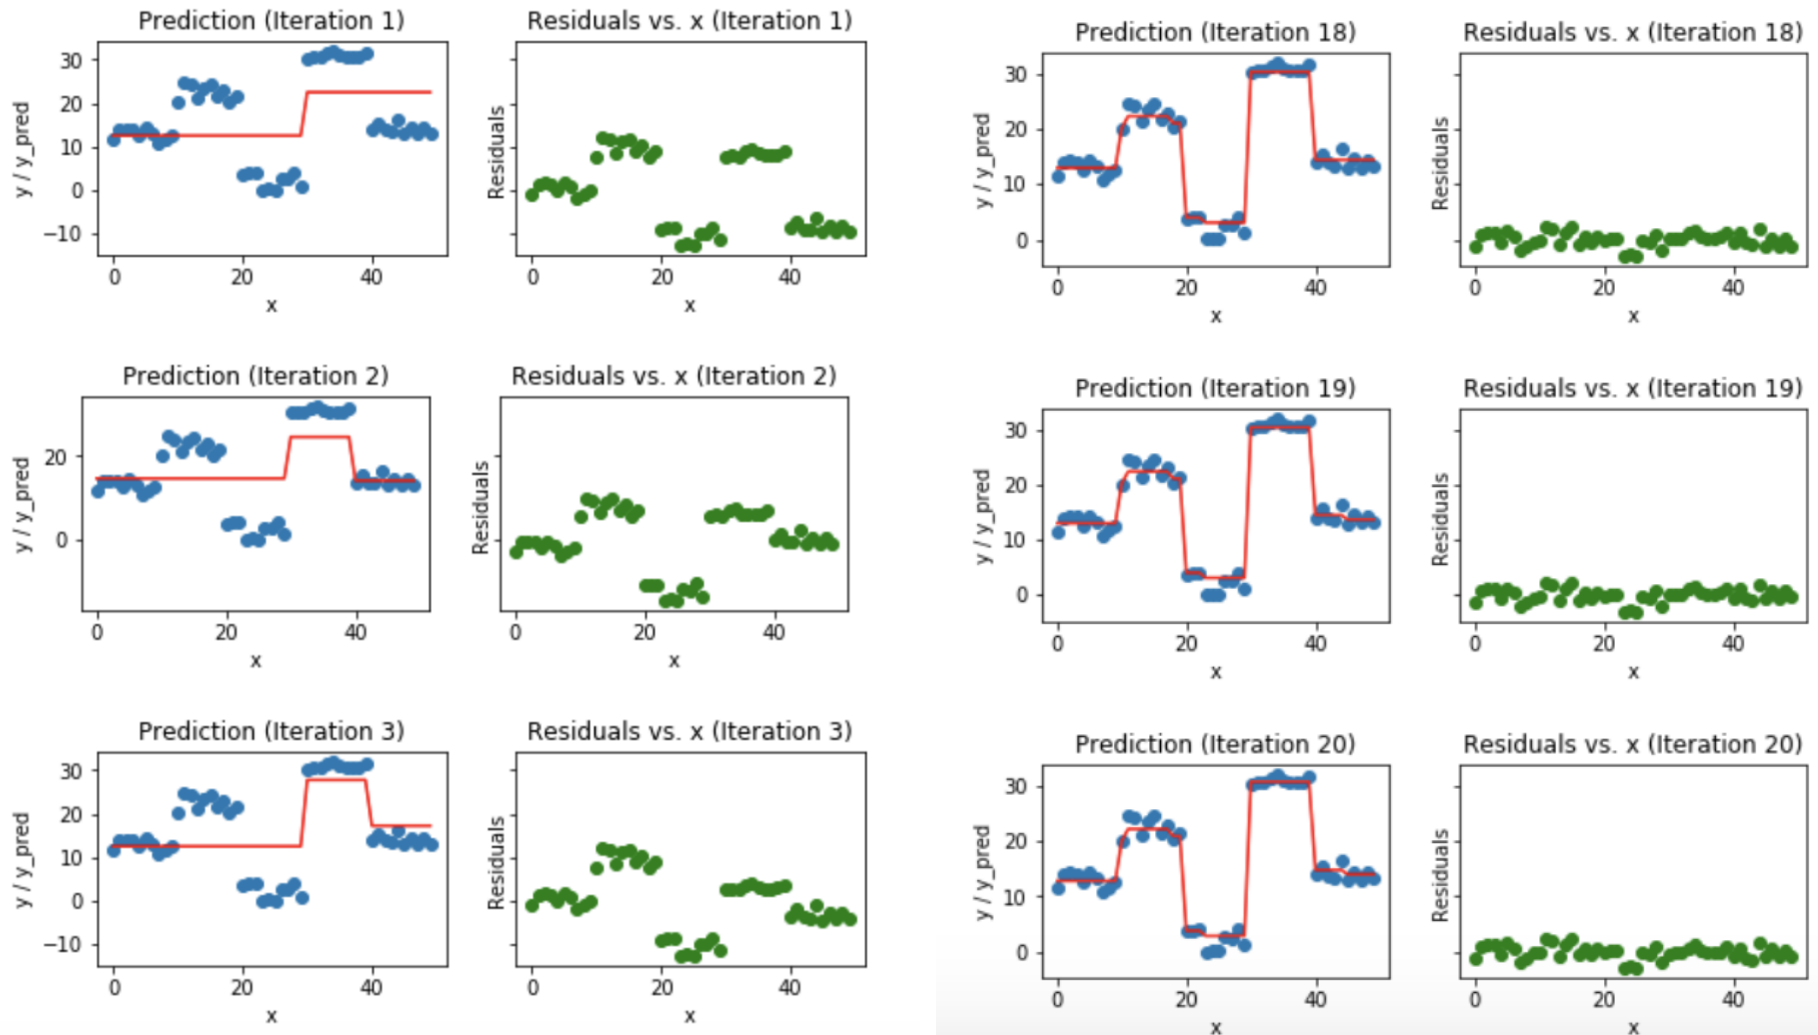 Prediction (Iteration 1)
y / y_pred
30
20
10
0
−10
0 20 40
x
Residuals vs. x (Iteration 1)
Residuals
0 20 40
x
Prediction (Iteration 2)
y / y_pred
20
0
0 20 40
x
Residuals vs. x (Iteration 2)
Residuals
0 20 40
x
Prediction (Iteration 3)
y / y_pred
30
20
10
0
−10
0 20 40
x
Residuals vs. x (Iteration 3)
Residuals
0 20 40
x
Prediction (Iteration 18)
y / y_pred
30
20
10
0
0 20 40
x
Residuals vs. x (Iteration 18)
Residuals
0 20 40
x
Prediction (Iteration 19)
y / y_pred
30
20
10
0
0 20 40
x
Residuals vs. x (Iteration 19)
Residuals
0 20 40
x
Prediction (Iteration 20)
y / y_pred
30
20
10
0
0 20 40
x
Residuals vs. x (Iteration 20)
Residuals
0 20 40
x